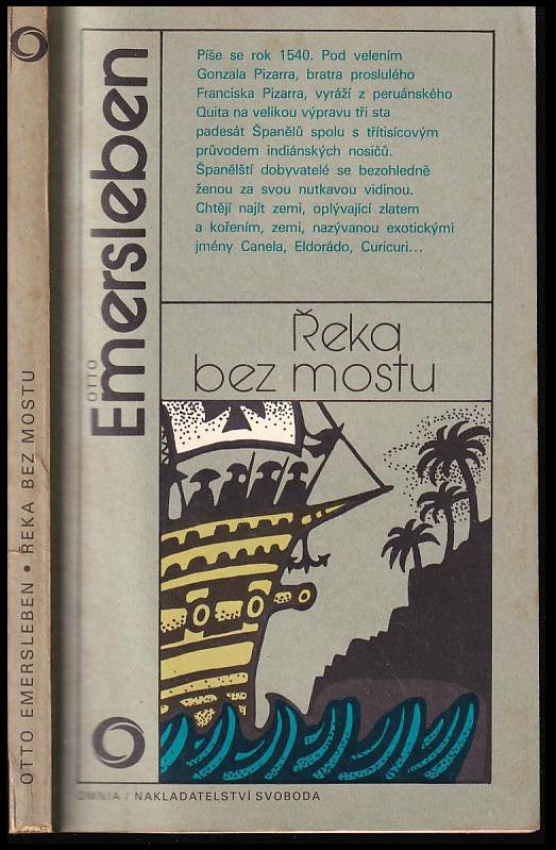 OTTO EMERSLEBEN • ŘEKA BEZ MOSTU
OTTO
Emersleben
Píše se rok 1540. Pod velením
Gonzala Pizarra, bratra proslulého
Franciska Pizarra, vyráží z peruánského
Quita na velikou výpravu tři sta
padesát Španělů spolu s třítisícovým
průvodem indiánských nosičů.
Španělští dobyvatelé se bezohledně
ženou za svou nutkavou vidinou.
Chtějí najít zemi, oplývající zlatem
a kořením, zemi, nazývanou exotickými
jmény Canela, Eldorádo, Curicuri...
Řeka
bez mostu
OMNIA / NAKLADATELSTVÍ SVOBODA